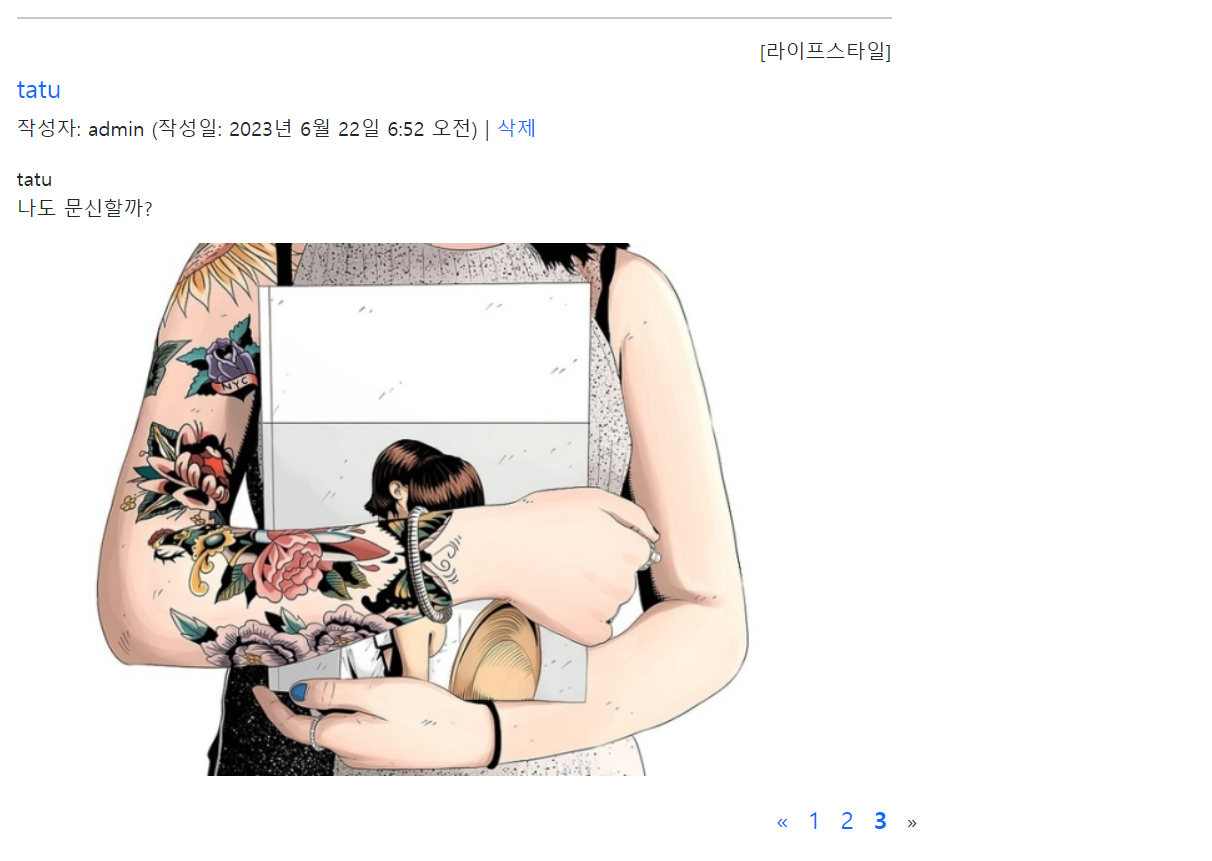 [라이프스타일]
tatu
작성자: admin (작성일: 2023년 6월 22일 6:52 오전) | 삭제
tatu
나도 문신할까?
NYC
« 1 2 3 »